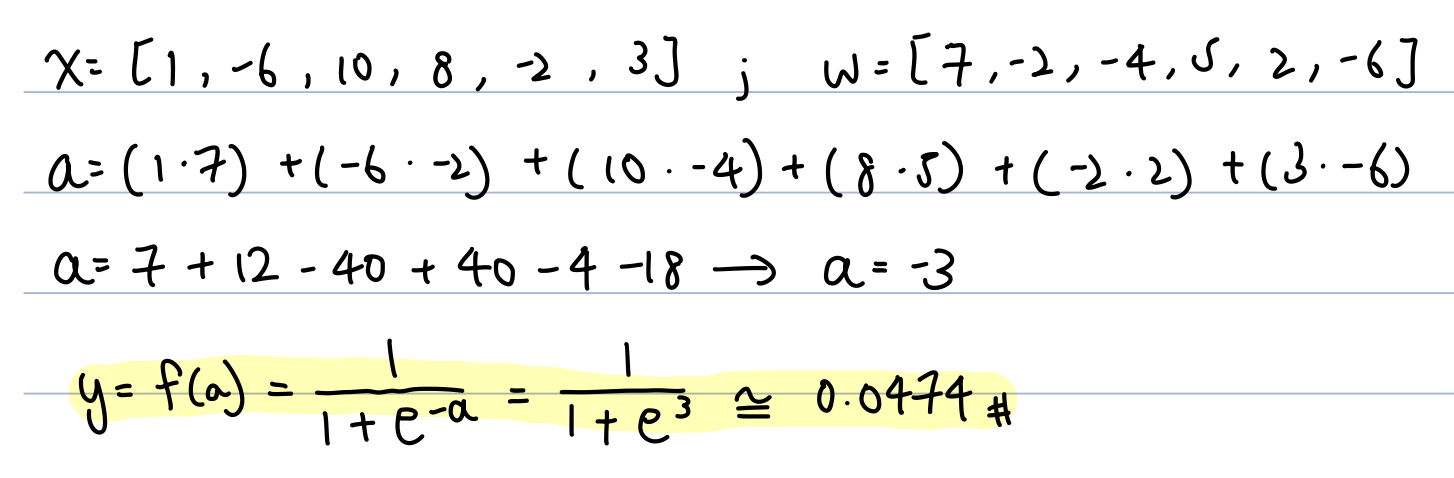 x = [1, -6, 10, 8, -2, 3] ; w = [7, -2, -4, 5, 2, -6]
a = (1·7) + (-6·-2) + (10·-4) + (8·5) + (-2·2) + (3·-6)
a = 7 + 12 - 40 + 40 - 4 - 18 → a = -3
y = f(a) = 1/(1 + e^-a) = 1/(1 + e^3) ≅ 0.0474 #